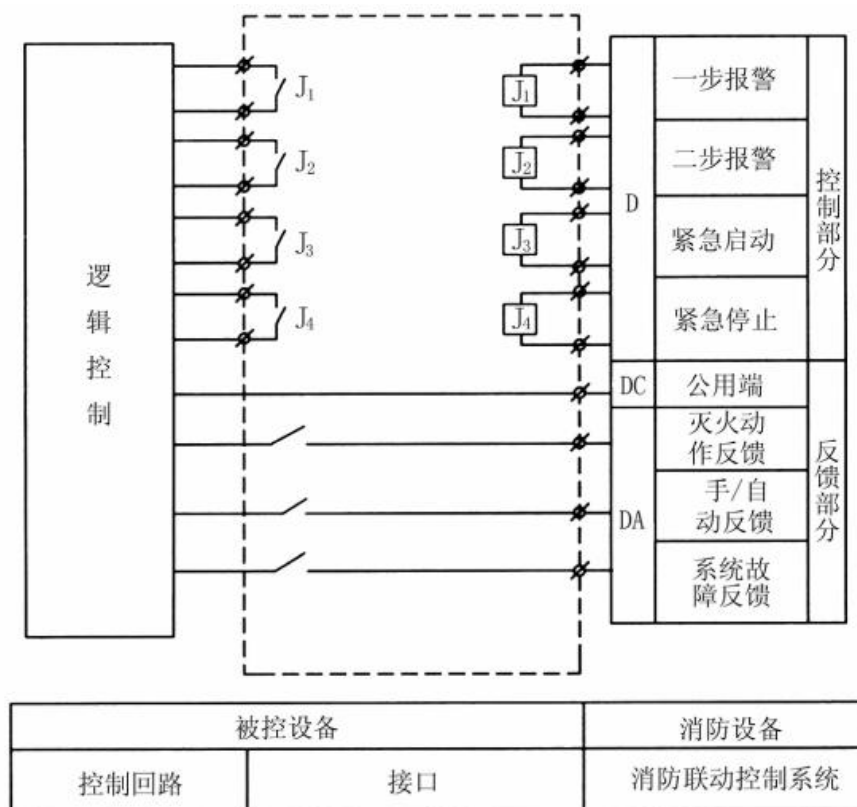 逻辑控制
J₁
J₂
J₃
J₄
J₁
J₂
J₃
J₄
D
DC
DA
一步报警
二步报警
紧急启动
紧急停止
公用端
灭火动
作反馈
手/自
动反馈
系统故
障反馈
控制部分
反馈部分
被控设备
消防设备
控制回路
接口
消防联动控制系统